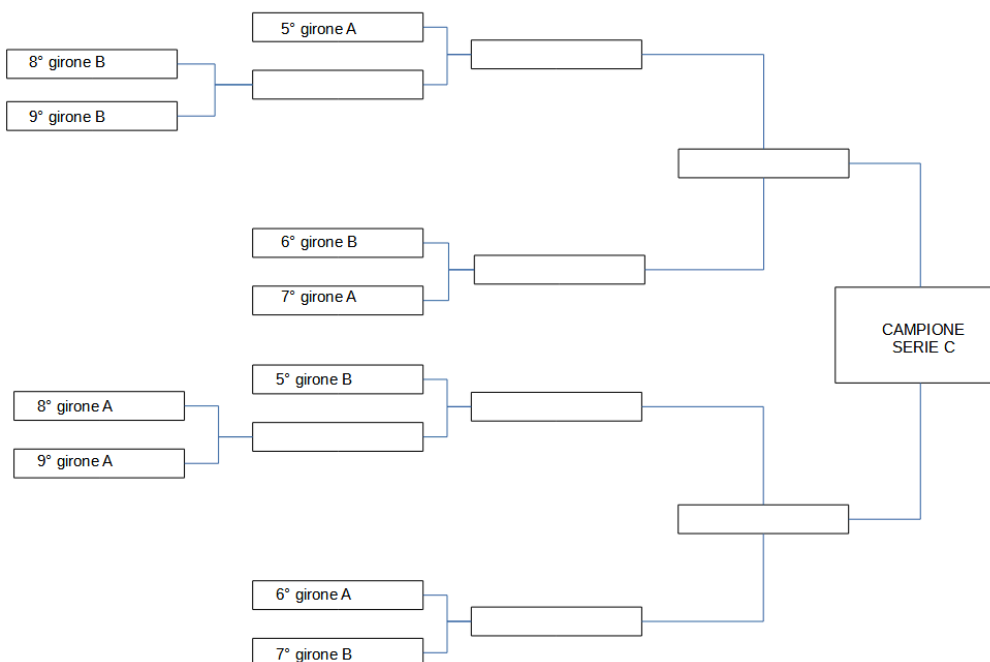 5° girone A
8° girone B
9° girone B
6° girone B
7° girone A
CAMPIONE
SERIE C
5° girone B
8° girone A
9° girone A
6° girone A
7° girone B